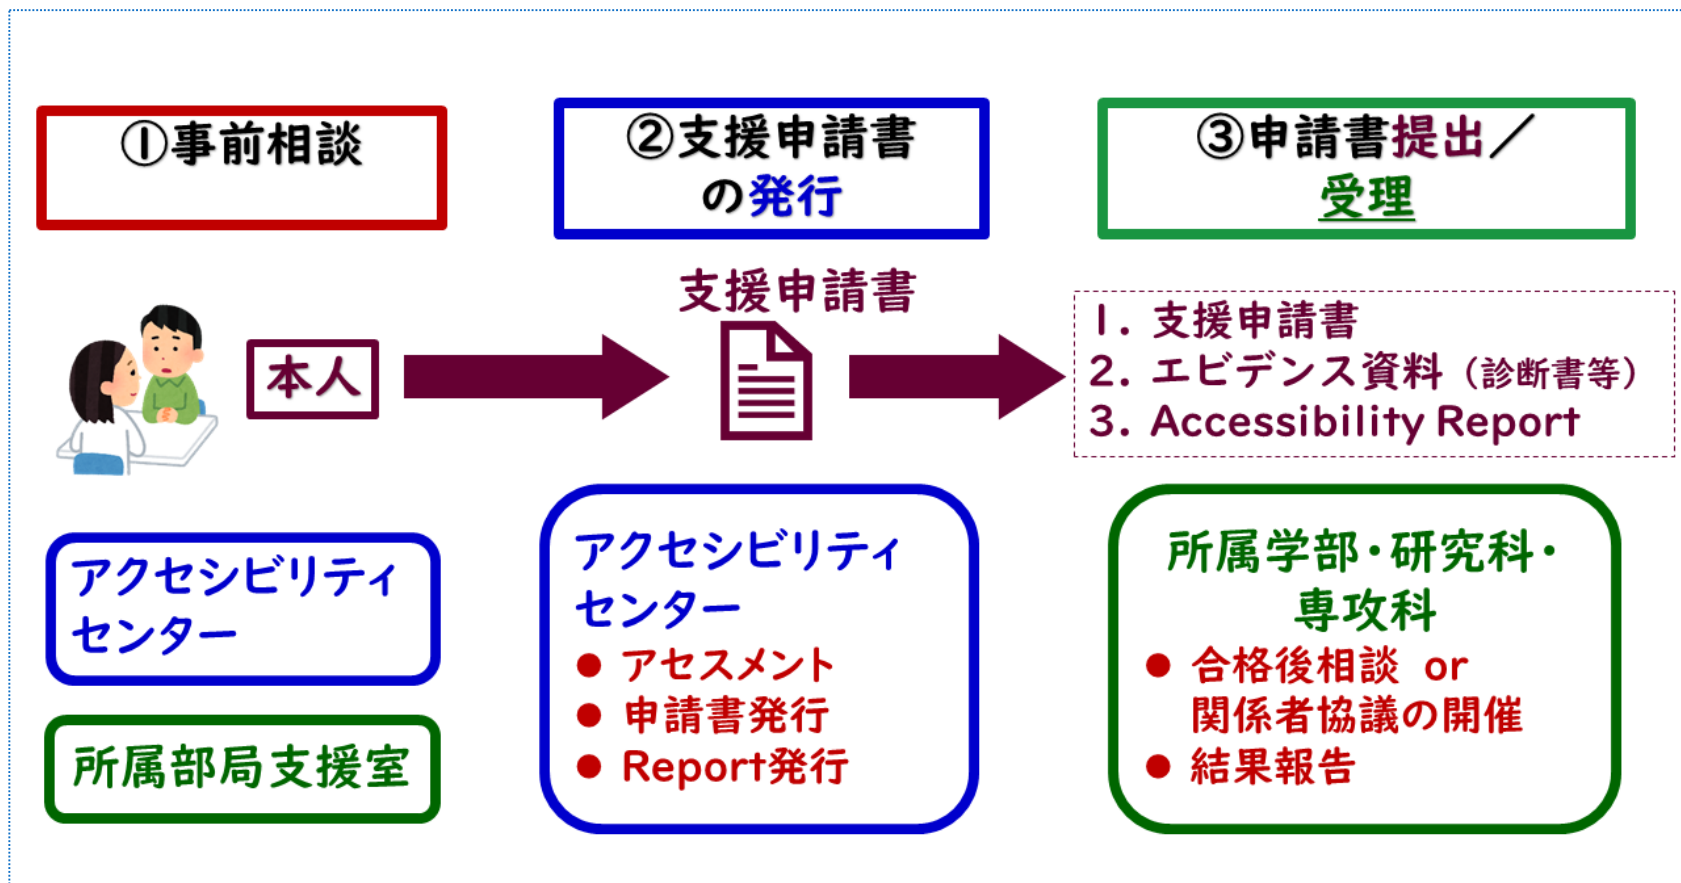 ①事前相談
②支援申請書
の発行
③申請書提出／
受理
本人
支援申請書
1. 支援申請書
2. エビデンス資料（診断書等）
3. Accessibility Report
アクセシビリティ
センター
所属部局支援室
アクセシビリティ
センター
● アセスメント
● 申請書発行
● Report発行
所属学部・研究科・
専攻科
● 合格後相談 or
関係者協議の開催
● 結果報告